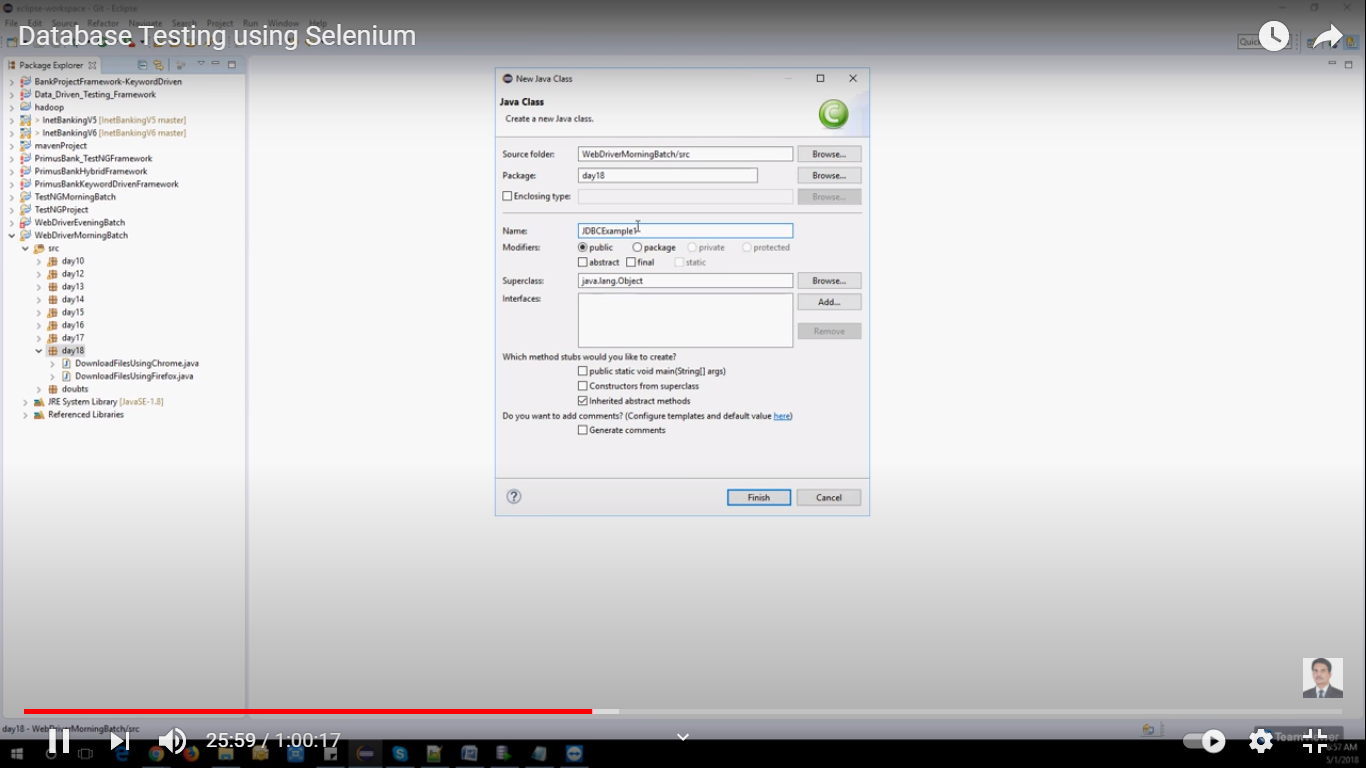 eclipse-workspace - Git - Eclipse
File Edit Source Refactor Navigate Search Project Run Window Help
Database Testing using Selenium
Quick
Package Explorer
BankProjectFramework-KeywordDriven
Data_Driven_Testing_Framework
hadoop
> InetBankingV5 [InetBankingV5 master]
> InetBankingV6 [InetBankingV6 master]
mavenProject
PrimusBank_TestNGFramework
PrimusBankHybridFramework
PrimusBankKeywordDrivenFramework
TestNGMorningBatch
TestNGProject
WebDriverEveningBatch
WebDriverMorningBatch
src
day10
day12
day13
day14
day15
day16
day17
day18
DownloadFilesUsingChrome.java
DownloadFilesUsingFirefox.java
doubts
JRE System Library [JavaSE-1.8]
Referenced Libraries
New Java Class
Java Class
Create a new Java class.
Source folder: WebDriverMorningBatch/src Browse...
Package: day18 Browse...
Enclosing type: Browse...
Name: JDBCExample1
Modifiers: public package private protected
abstract final static
Superclass: java.lang.Object Browse...
Interfaces: Add...
Remove
Which method stubs would you like to create?
public static void main(String[] args)
Constructors from superclass
Inherited abstract methods
Do you want to add comments? (Configure templates and default value here)
Generate comments
? Finish Cancel
day18 - WebDriverMorningBatch/src
25:59 / 1:00:17
TeamViewer
5/1/2018